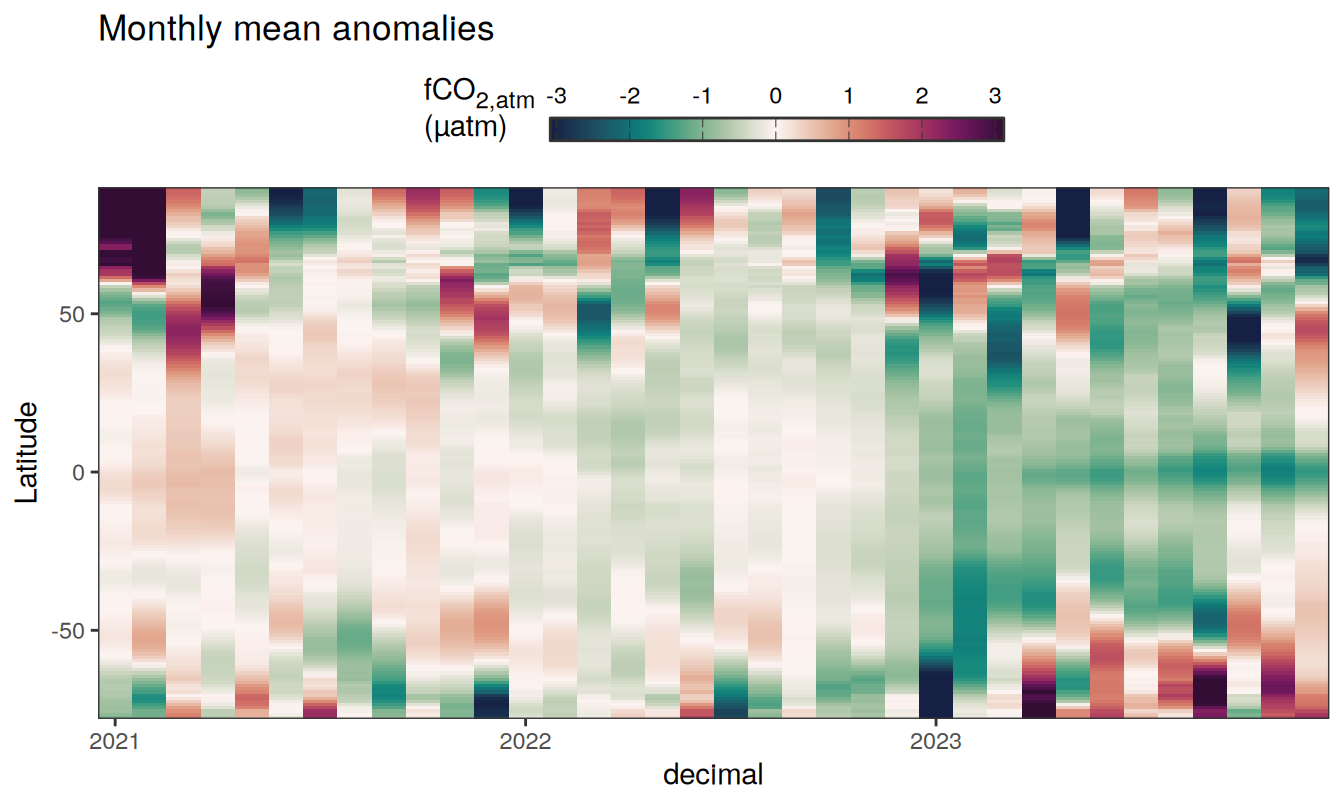 Monthly mean anomalies
fCO2,atm -3 -2 -1 0 1 2 3
(µatm)
Latitude
50
0
-50
2021 2022 2023
decimal